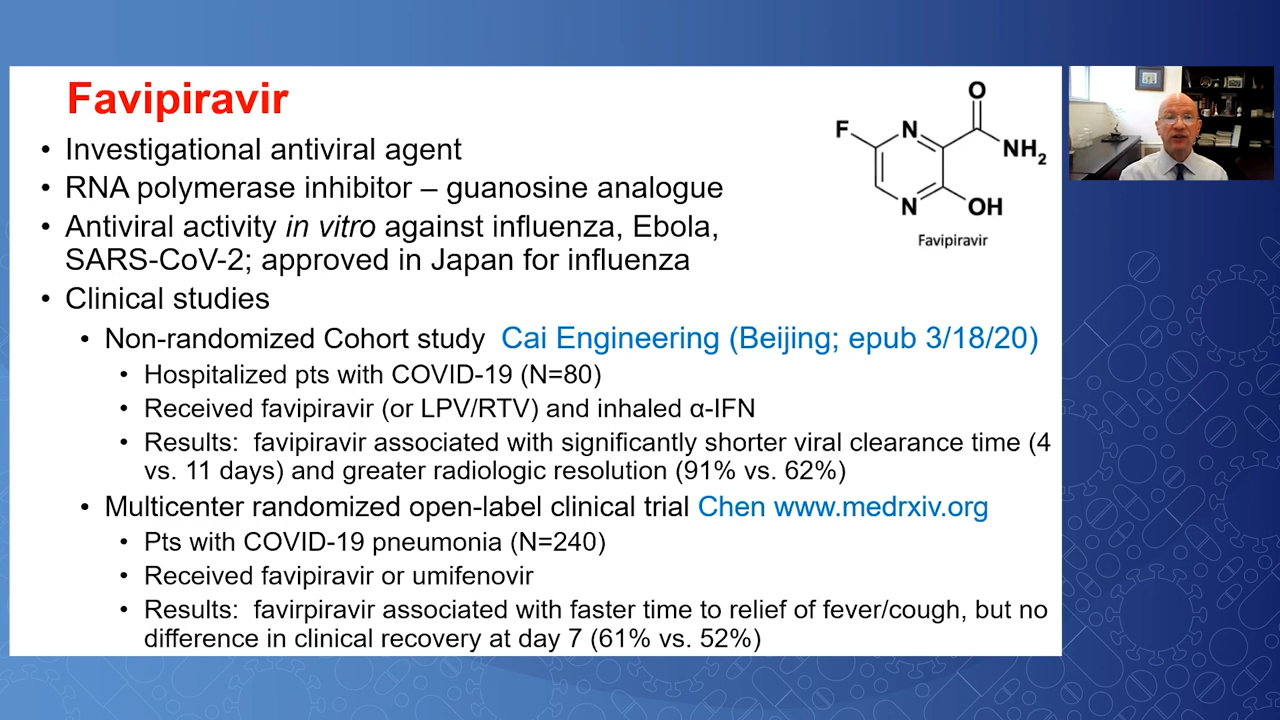 Favipiravir
• Investigational antiviral agent
• RNA polymerase inhibitor – guanosine analogue
• Antiviral activity in vitro against influenza, Ebola,
SARS-CoV-2; approved in Japan for influenza
• Clinical studies
• Non-randomized Cohort study Cai Engineering (Beijing; epub 3/18/20)
• Hospitalized pts with COVID-19 (N=80)
• Received favipiravir (or LPV/RTV) and inhaled α-IFN
• Results: favipiravir associated with significantly shorter viral clearance time (4
vs. 11 days) and greater radiologic resolution (91% vs. 62%)
• Multicenter randomized open-label clinical trial Chen www.medrxiv.org
• Pts with COVID-19 pneumonia (N=240)
• Received favipiravir or umifenovir
• Results: favirpiravir associated with faster time to relief of fever/cough, but no
difference in clinical recovery at day 7 (61% vs. 52%)
O
F N NH2
N OH
Favipiravir